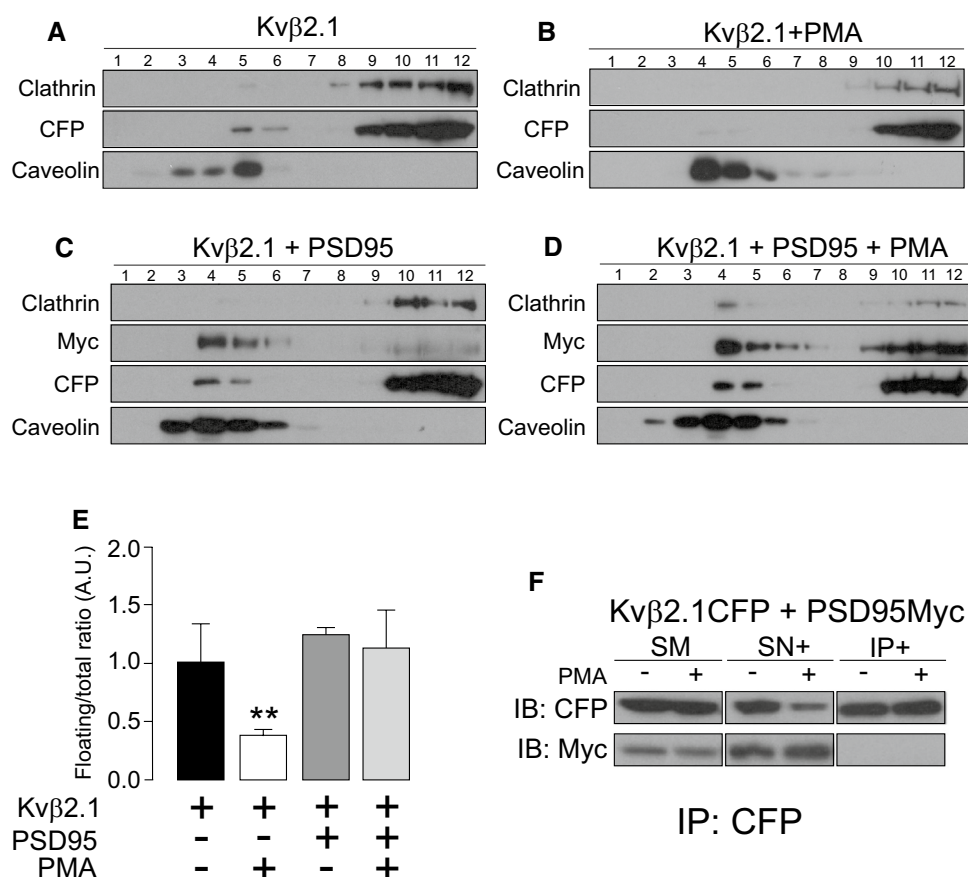 A
Kvβ2.1
1 2 3 4 5 6 7 8 9 10 11 12
Clathrin
CFP
Caveolin
B
Kvβ2.1+PMA
1 2 3 4 5 6 7 8 9 10 11 12
Clathrin
CFP
Caveolin
C
Kvβ2.1 + PSD95
1 2 3 4 5 6 7 8 9 10 11 12
Clathrin
Myc
CFP
Caveolin
D
Kvβ2.1 + PSD95 + PMA
1 2 3 4 5 6 7 8 9 10 11 12
Clathrin
Myc
CFP
Caveolin
E
Floating/total ratio (A.U.)
2.0
1.5
1.0
0.5
0.0
**
Kvβ2.1 + + + +
PSD95 - - + +
PMA - + - +
F
Kvβ2.1CFP + PSD95Myc
SM SN+ IP+
PMA - + - + - +
IB: CFP
IB: Myc
IP: CFP